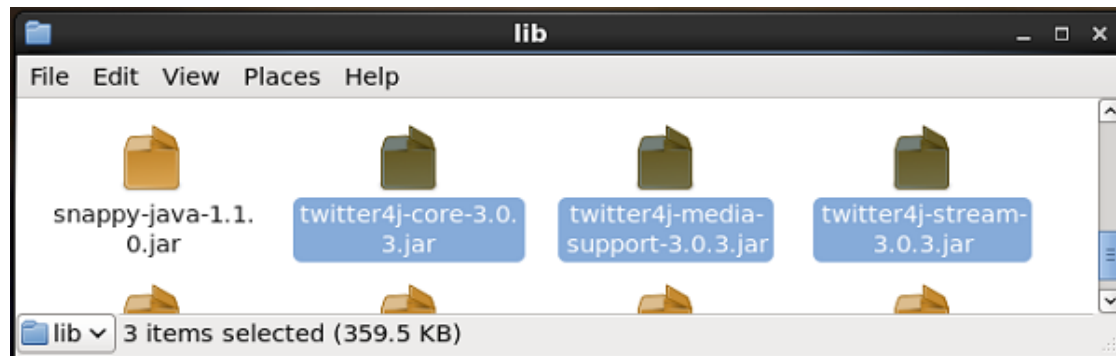 lib
File Edit View Places Help
snappy-java-1.1.
0.jar
twitter4j-core-3.0.
3.jar
twitter4j-media-
support-3.0.3.jar
twitter4j-stream-
3.0.3.jar
lib 3 items selected (359.5 KB)